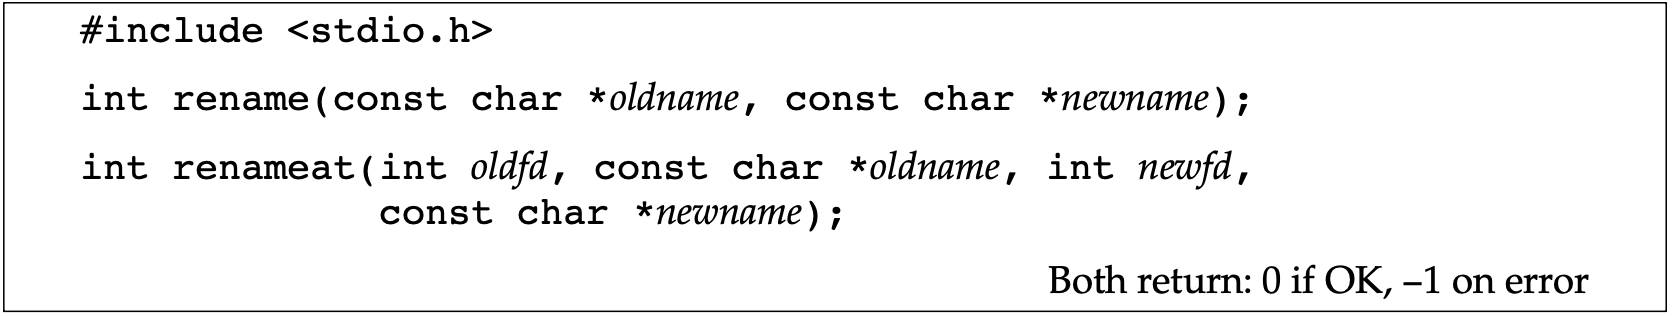 #include <stdio.h>
int rename(const char *oldname, const char *newname);
int renameat(int oldfd, const char *oldname, int newfd,
const char *newname);
Both return: 0 if OK, –1 on error